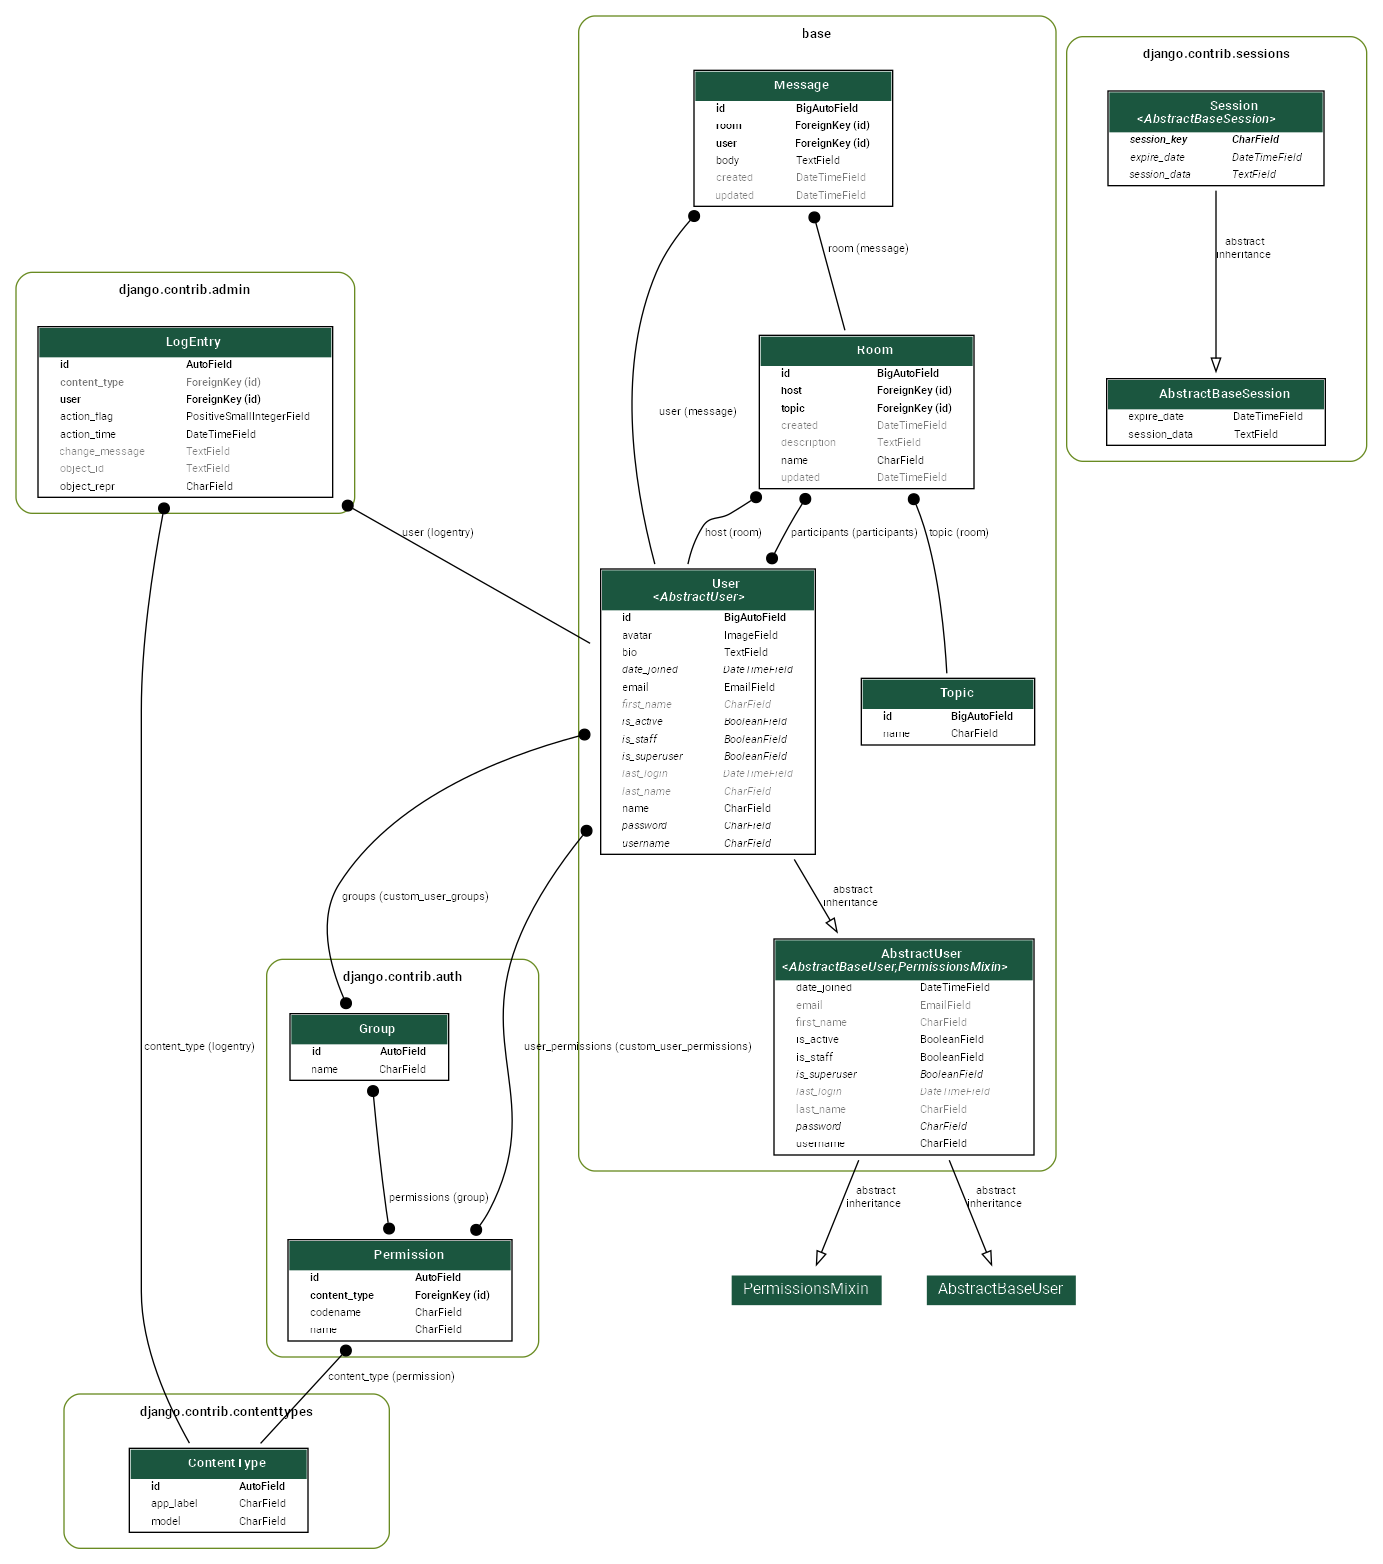 base
Message
id BigAutoField
room ForeignKey (id)
user ForeignKey (id)
body TextField
created DateTimeField
updated DateTimeField
django.contrib.sessions
Session
<AbstractBaseSession>
session_key CharField
expire_date DateTimeField
session_data TextField
abstract
inheritance
AbstractBaseSession
expire_date DateTimeField
session_data TextField
room (message)
user (message)
django.contrib.admin
LogEntry
id AutoField
content_type ForeignKey (id)
user ForeignKey (id)
action_flag PositiveSmallIntegerField
action_time DateTimeField
change_message TextField
object_id TextField
object_repr CharField
Room
id BigAutoField
host ForeignKey (id)
topic ForeignKey (id)
created DateTimeField
description TextField
name CharField
updated DateTimeField
user (logentry)
host (room)
participants (participants)
topic (room)
User
<AbstractUser>
id BigAutoField
avatar ImageField
bio TextField
date_joined DateTimeField
email EmailField
first_name CharField
is_active BooleanField
is_staff BooleanField
is_superuser BooleanField
last_login DateTimeField
last_name CharField
name CharField
password CharField
username CharField
Topic
id BigAutoField
name CharField
groups (custom_user_groups)
abstract
inheritance
AbstractUser
<AbstractBaseUser,PermissionsMixin>
date_joined DateTimeField
email EmailField
first_name CharField
is_active BooleanField
is_staff BooleanField
is_superuser BooleanField
last_login DateTimeField
last_name CharField
password CharField
username CharField
django.contrib.auth
Group
id AutoField
name CharField
content_type (logentry)
user_permissions (custom_user_permissions)
permissions (group)
Permission
id AutoField
content_type ForeignKey (id)
codename CharField
name CharField
abstract
inheritance
abstract
inheritance
PermissionsMixin
AbstractBaseUser
content_type (permission)
django.contrib.contenttypes
ContentType
id AutoField
app_label CharField
model CharField